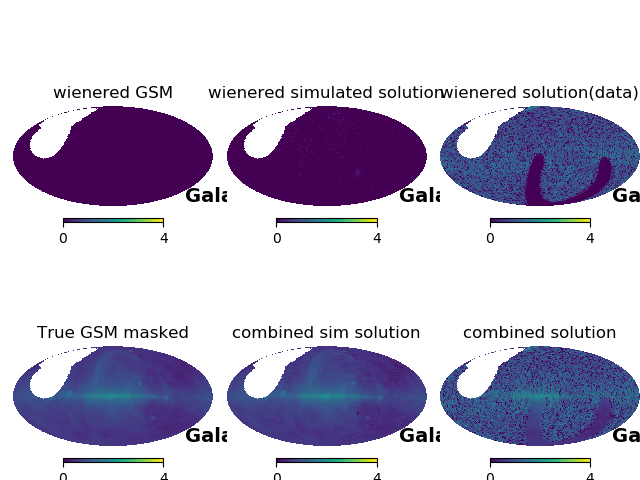 wienered GSM
wienered simulated solution
wienered solution(data)
Gala
Gala
Ga
0 4
0 4
0 4
True GSM masked
combined sim solution
combined solution
Gala
Gala
Ga
0 4
0 4
0 4